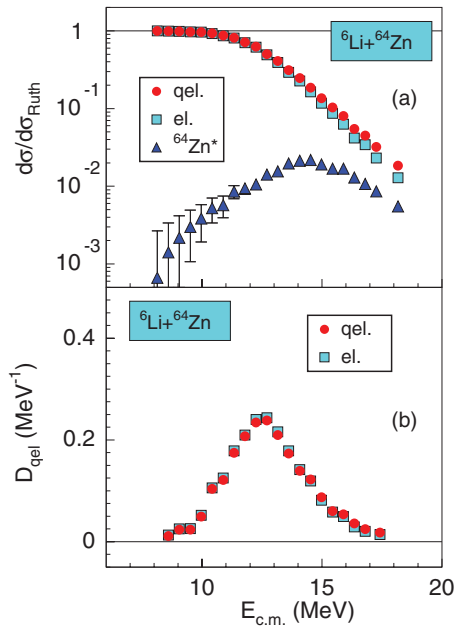 ⁶Li+⁶⁴Zn
(a)
qel.
el.
⁶⁴Zn*
dσ/dσ_Ruth
1
10⁻¹
10⁻²
10⁻³
⁶Li+⁶⁴Zn
qel.
el.
(b)
D_qel (MeV⁻¹)
0.4
0.2
0
10 15 20
E_c.m. (MeV)